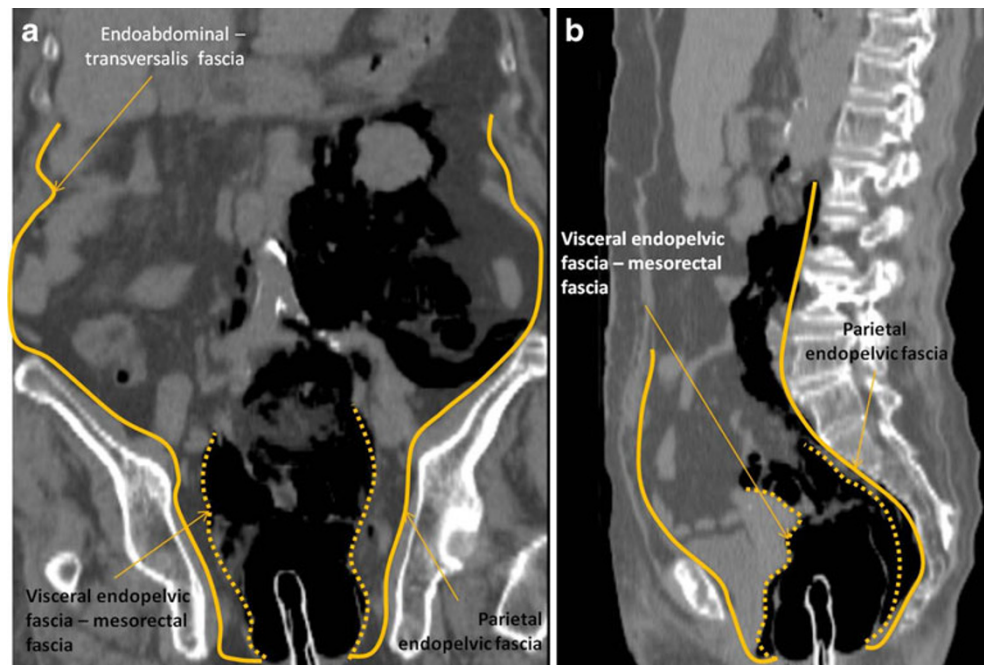 a
Endoabdominal –
transversalis fascia
Visceral endopelvic
fascia – mesorectal
fascia
Parietal
endopelvic fascia
b
Visceral endopelvic
fascia – mesorectal
fascia
Parietal
endopelvic fascia